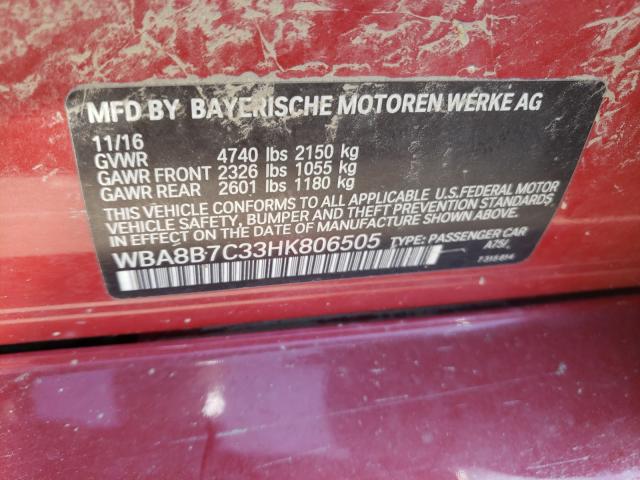 MFD BY BAYERISCHE MOTOREN WERKE AG
11/16
GVWR 4740 lbs 2150 kg
GAWR FRONT 2326 lbs 1055 kg
GAWR REAR 2601 lbs 1180 kg
THIS VEHICLE CONFORMS TO ALL APPLICABLE U.S. FEDERAL MOTOR
VEHICLE SAFETY, BUMPER, AND THEFT PREVENTION STANDARDS
IN EFFECT ON THE DATE OF MANUFACTURE SHOWN ABOVE.
WBA8B7C33HK806505 TYPE: PASSENGER CAR